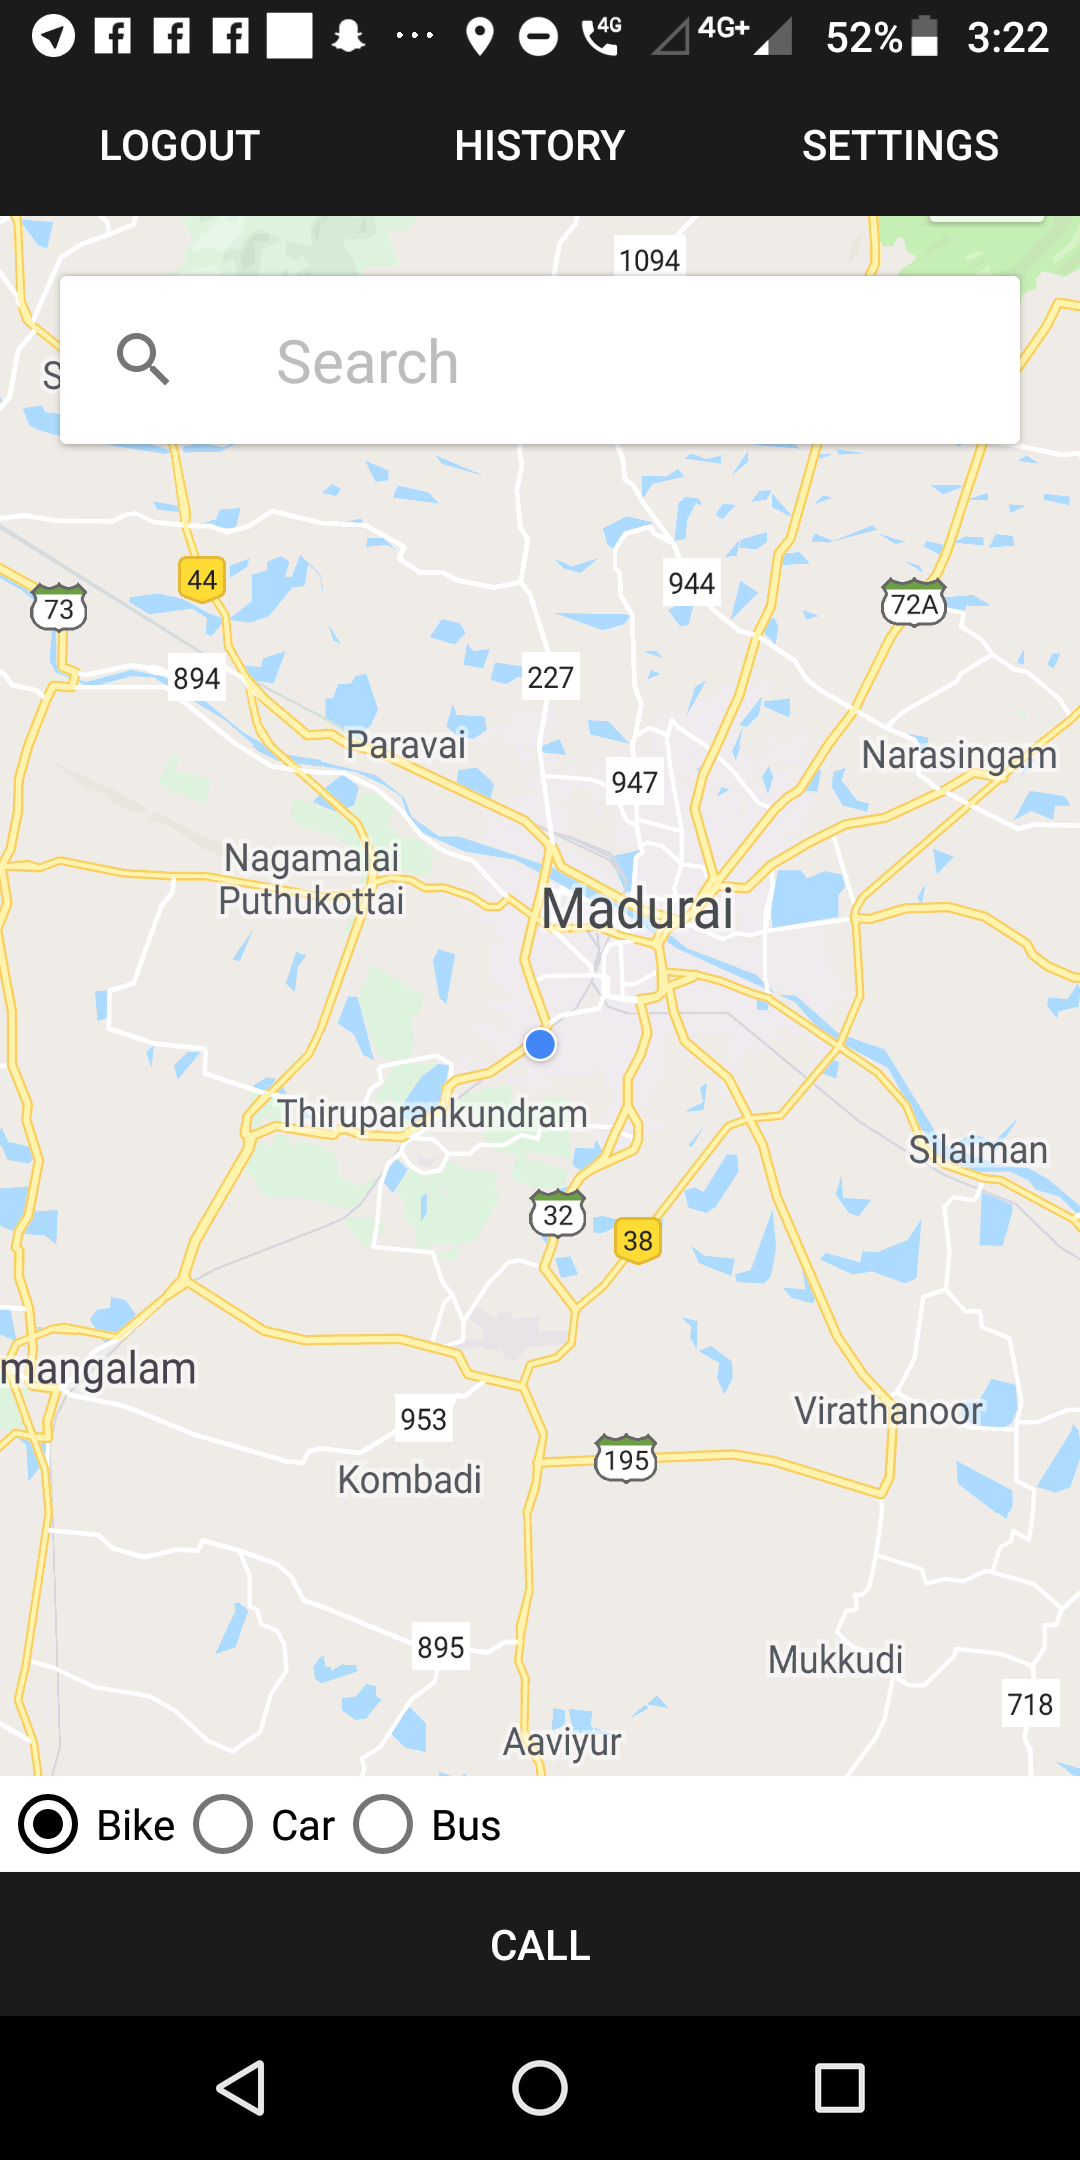 4G 4G+ 52% 3:22
LOGOUT HISTORY SETTINGS
1094
Search
S
44
73
944
72A
894
227
Paravai
Narasingam
947
Nagamalai
Puthukottai
Madurai
Thiruparankundram
Silaiman
32
38
mangalam
953
Virathanoor
195
Kombadi
895
Mukkudi
718
Aaviyur
Bike Car Bus
CALL